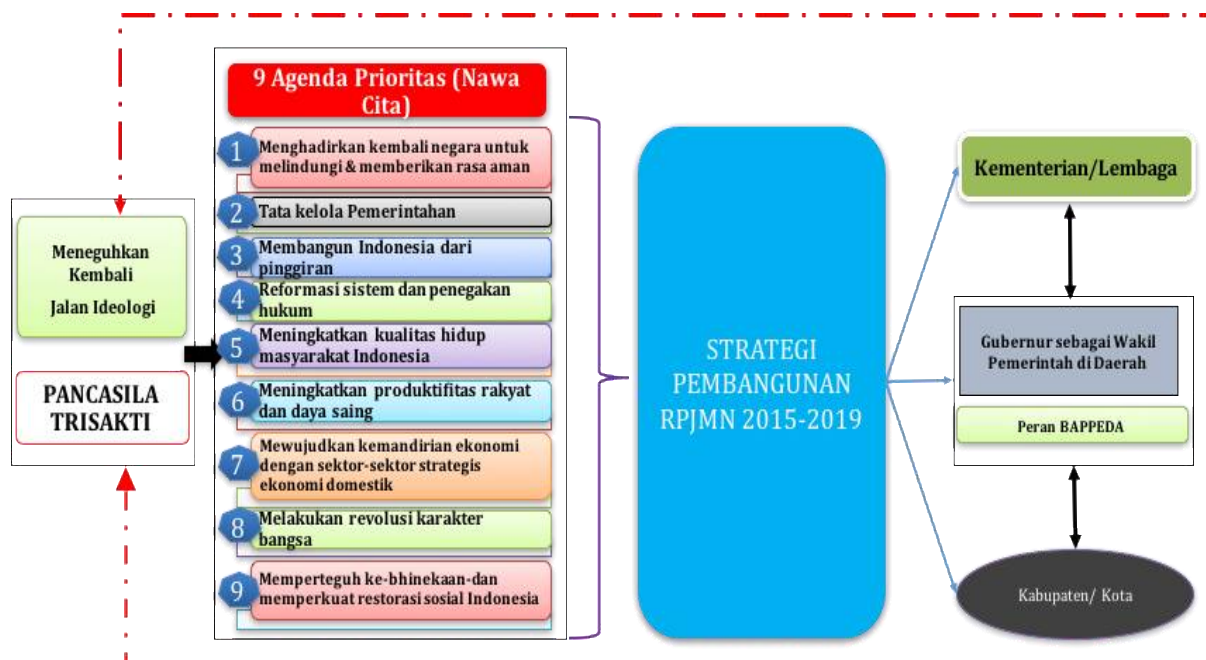 Meneguhkan
Kembali
Jalan Ideologi
PANCASILA
TRISAKTI
9 Agenda Prioritas (Nawa
Cita)
1
Menghadirkan kembali negara untuk
melindungi & memberikan rasa aman
2
Tata kelola Pemerintahan
3
Membangun Indonesia dari
pinggiran
4
Reformasi sistem dan penegakan
hukum
5
Meningkatkan kualitas hidup
masyarakat Indonesia
6
Meningkatkan produktifitas rakyat
dan daya saing
7
Mewujudkan kemandirian ekonomi
dengan sektor-sektor strategis
ekonomi domestik
8
Melakukan revolusi karakter
bangsa
9
Memperteguh ke-bhinekaan-dan
memperkuat restorasi sosial Indonesia
STRATEGI
PEMBANGUNAN
RPJMN 2015-2019
Kementerian/Lembaga
Gubernur sebagai Wakil
Pemerintah di Daerah
Peran BAPPEDA
Kabupaten/ Kota